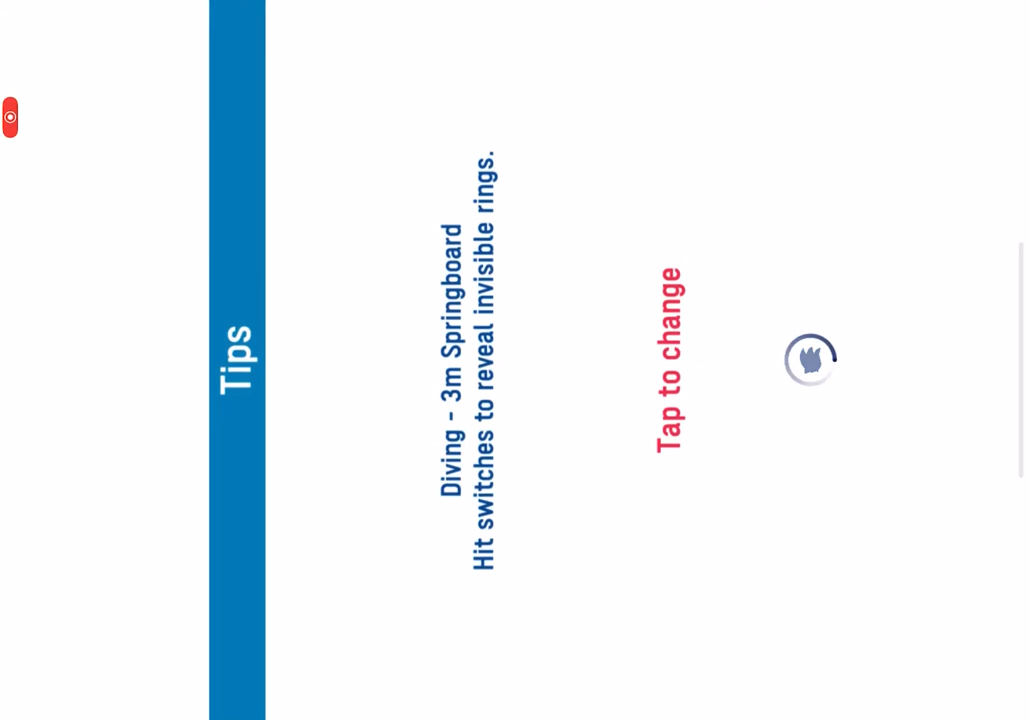 Tips
Diving - 3m Springboard
Hit switches to reveal invisible rings.
Tap to change